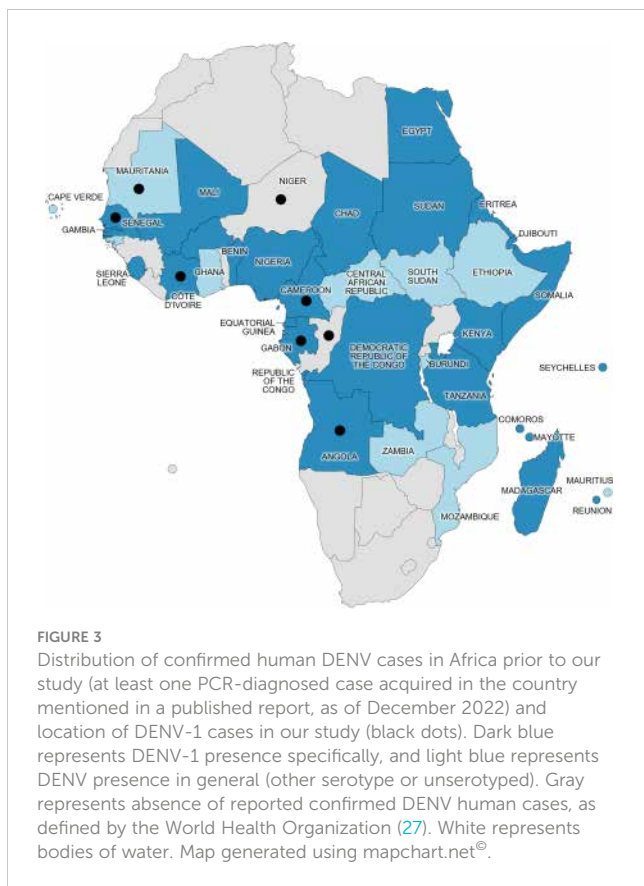 EGYPT
MAURITANIA
NIGER
MALI
CAPE VERDE
CHAD
SUDAN
ERITREA
SENEGAL
GAMBIA
DJIBOUTI
BENIN
NIGERIA
GHANA
SIERRA
LEONE
CÔTE
D'IVOIRE
CENTRAL
AFRICAN
REPUBLIC
SOUTH
SUDAN
ETHIOPIA
CAMEROON
SOMALIA
EQUATORIAL
GUINEA
GABON
KENYA
DEMOCRATIC
REPUBLIC OF
THE CONGO
BURUNDI
REPUBLIC
OF THE
CONGO
SEYCHELLES
TANZANIA
COMOROS
MAYOTTE
ANGOLA
ZAMBIA
MADAGASCAR
MAURITIUS
REUNION
MOZAMBIQUE
FIGURE 3
Distribution of confirmed human DENV cases in Africa prior to our
study (at least one PCR-diagnosed case acquired in the country
mentioned in a published report, as of December 2022) and
location of DENV-1 cases in our study (black dots). Dark blue
represents DENV-1 presence specifically, and light blue represents
DENV presence in general (other serotype or unserotyped). Gray
represents absence of reported confirmed DENV human cases, as
defined by the World Health Organization (27). White represents
bodies of water. Map generated using mapchart.net©.